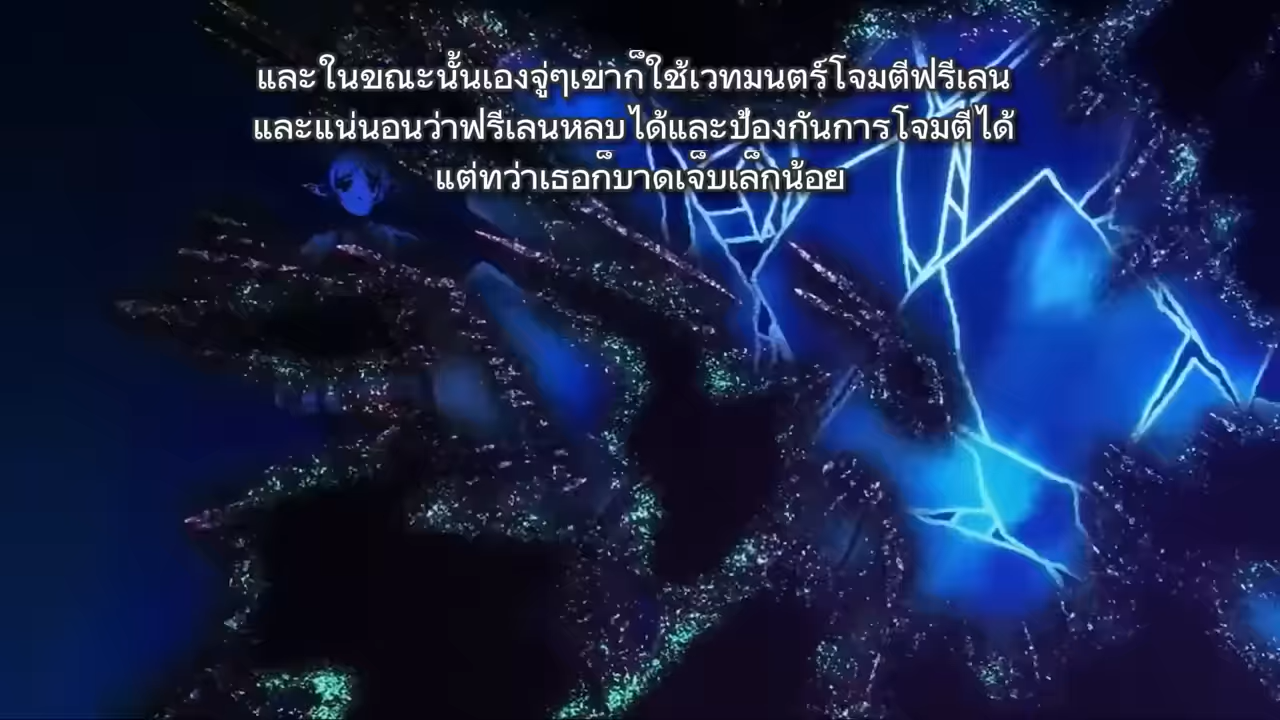 และในขณะนั้นเองจู่ๆเขาก็ใช้เวทมนตร์โจมตีฟรีเลน
และแน่นอนว่าฟรีเลนหลบได้และป้องกันการโจมตีได้
แต่ทว่าเธอก็บาดเจ็บเล็กน้อย